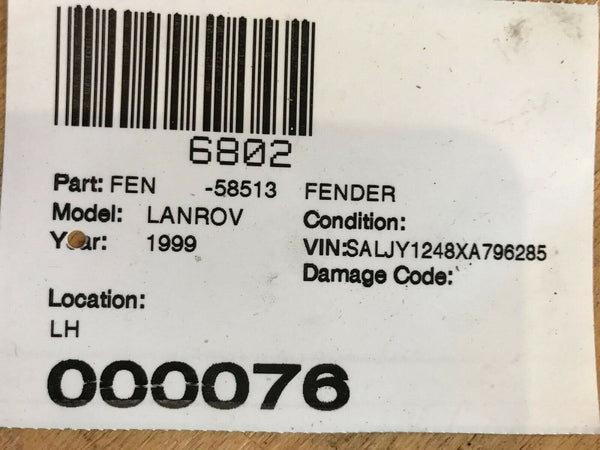 6802
Part: FEN -58513 FENDER
Model: LANROV Condition:
Year: 1999 VIN:SALJY1248XA796285
Damage Code:
Location:
LH
000076